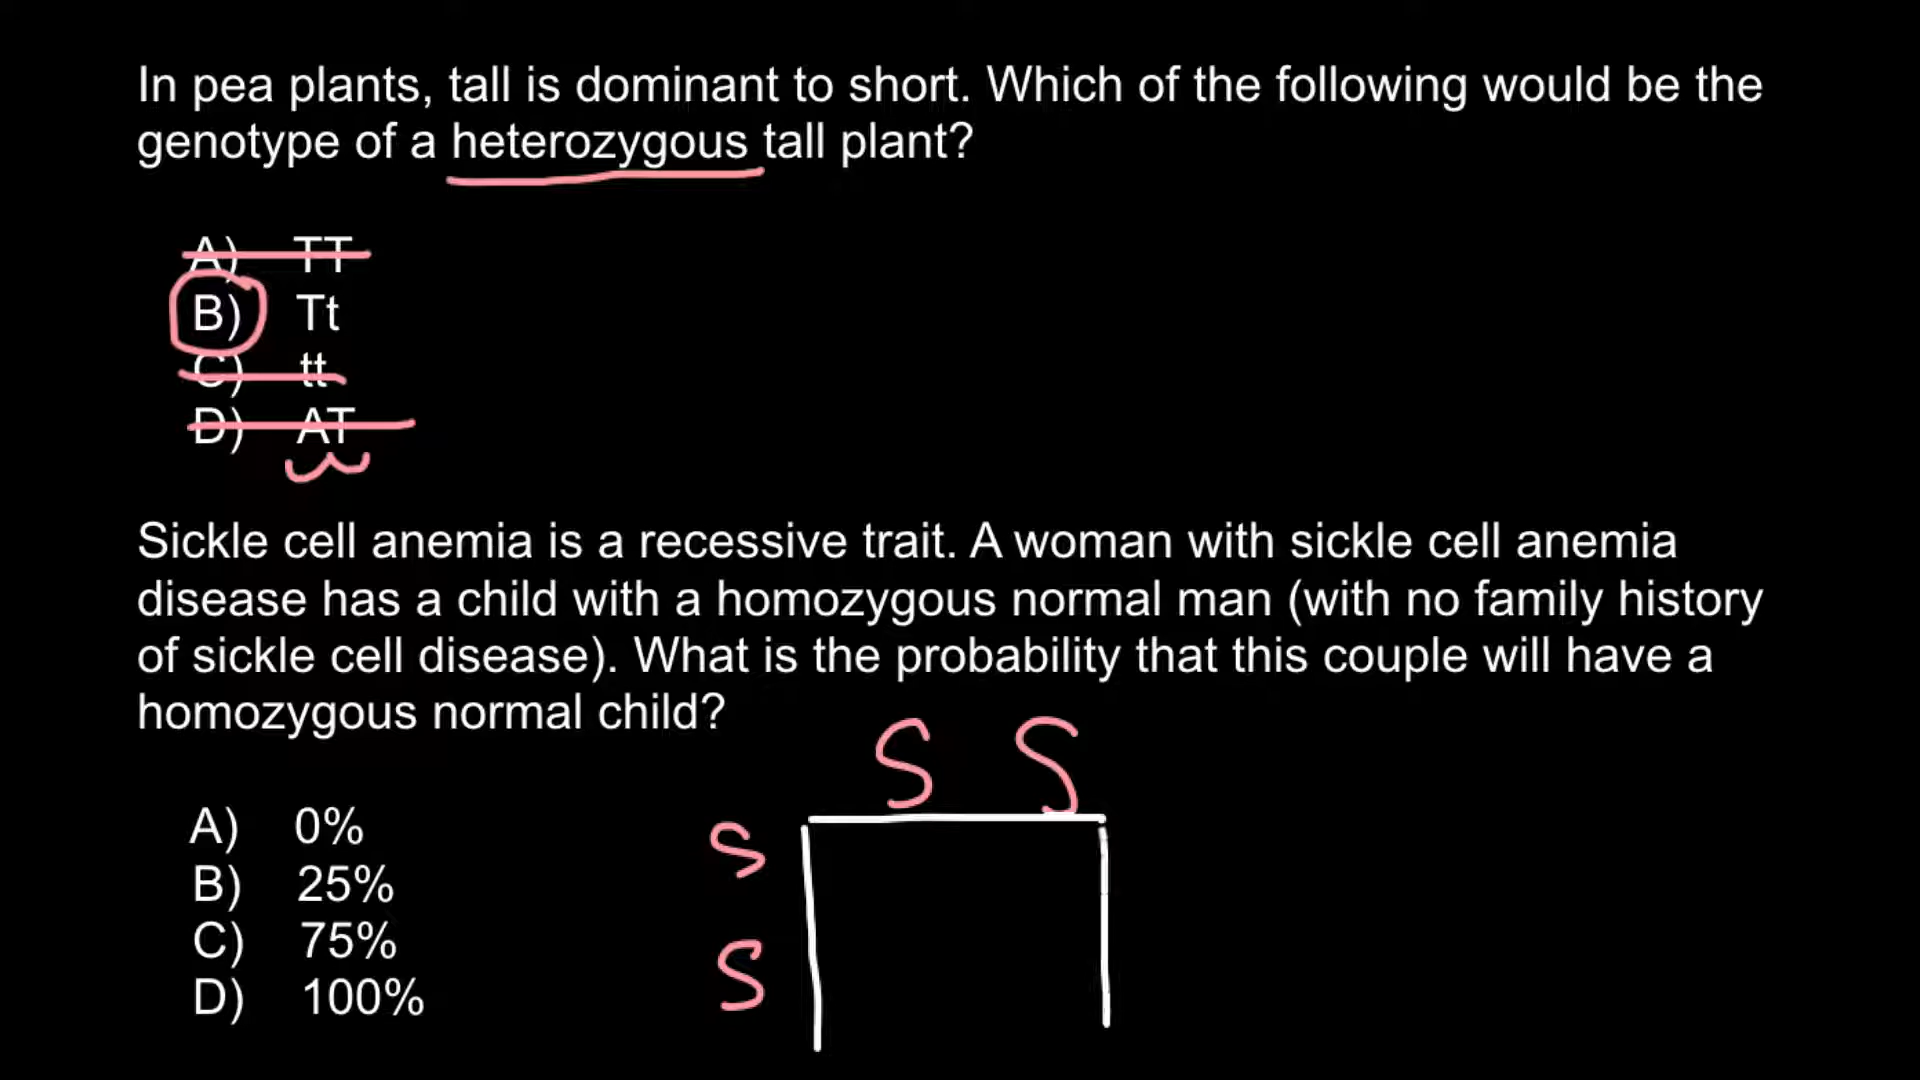 In pea plants, tall is dominant to short. Which of the following would be the
genotype of a heterozygous tall plant?
A) TT
B) Tt
C) tt
D) AT
Sickle cell anemia is a recessive trait. A woman with sickle cell anemia
disease has a child with a homozygous normal man (with no family history
of sickle cell disease). What is the probability that this couple will have a
homozygous normal child?
S S
A) 0%
s
B) 25%
C) 75%
s
D) 100%